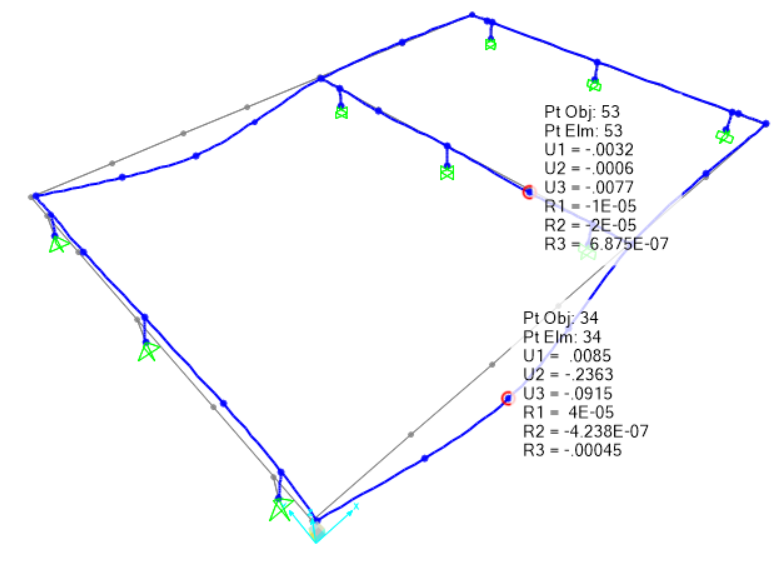 Pt Obj: 53
Pt Elm: 53
U1 = -.0032
U2 = -.0006
U3 = -.0077
R1 = -1E-05
R2 = -2E-05
R3 = 6.875E-07
Pt Obj: 34
Pt Elm: 34
U1 = .0085
U2 = -.2363
U3 = -.0915
R1 = 4E-05
R2 = -4.238E-07
R3 = -.00045
X